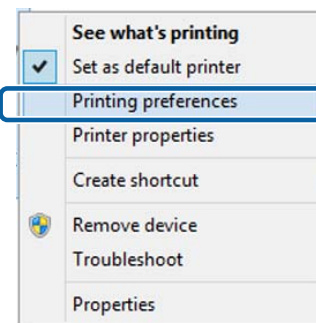 See what's printing
Set as default printer
Printing preferences
Printer properties
Create shortcut
Remove device
Troubleshoot
Properties